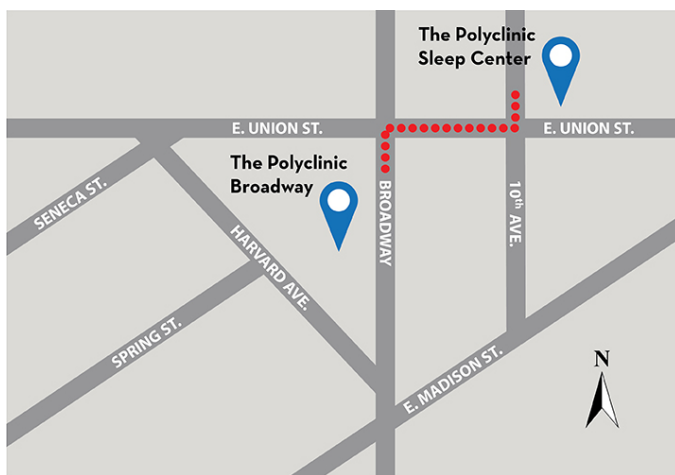 The Polyclinic
Sleep Center
E. UNION ST.
E. UNION ST.
The Polyclinic
Broadway
SENECA ST.
HARVARD AVE.
BROADWAY
10th AVE.
SPRING ST.
E. MADISON ST.
N